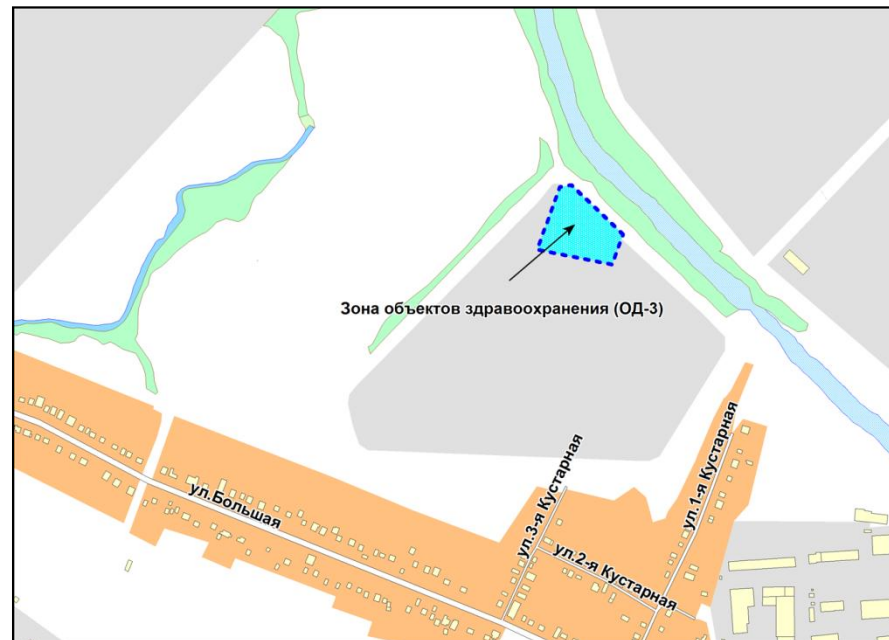 Зона объектов здравоохранения (ОД-3)
ул.Большая
ул.3-я Кустарная
ул.2-я Кустарная
ул.1-я Кустарная